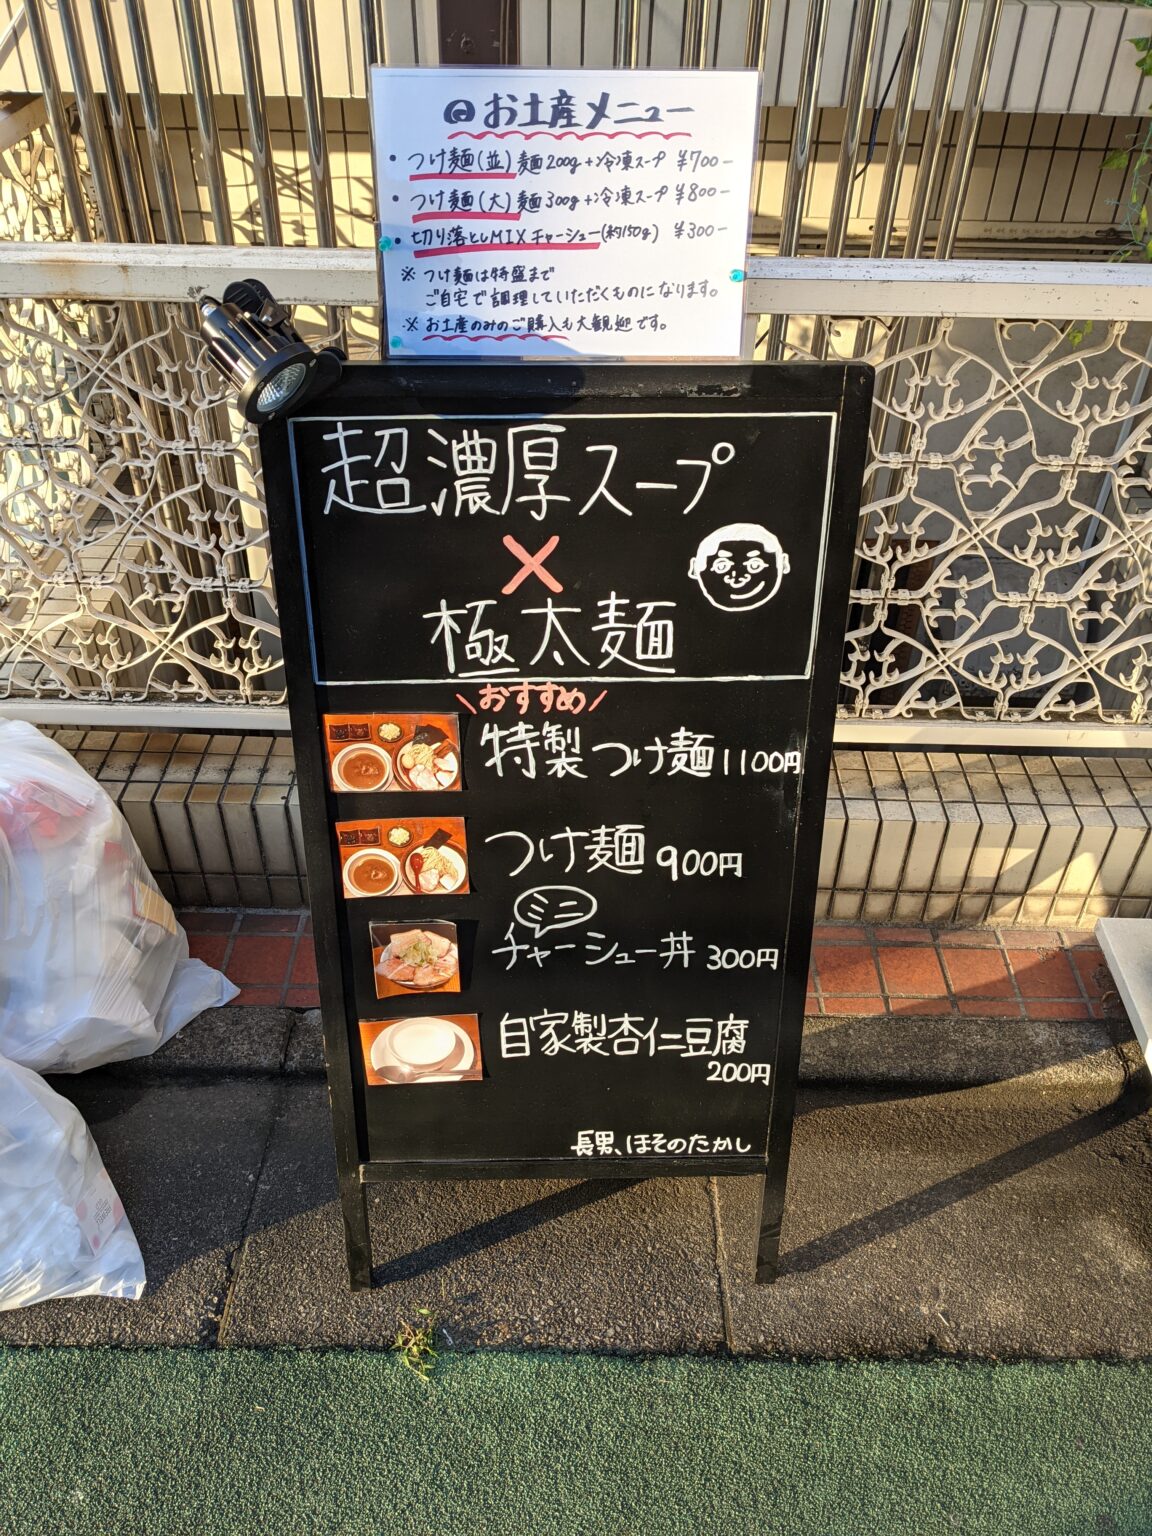 @お土産メニュー
・つけ麺(並)麺200g+冷凍スープ ¥700-
・つけ麺(大)麺300g+冷凍スープ ¥800-
・切り落としMIXチャーシュー(約150g) ¥300-
※つけ麺は特盛まで
ご自宅で調理していただくものになります。
※お土産のみのご購入も大観迎です。
超濃厚スープ
×
極太麺
\おすすめ/
特製つけ麺1100円
つけ麺900円
ミニ
チャーシュー丼 300円
自家製杏仁豆腐
200円
長男、ほそのたかし